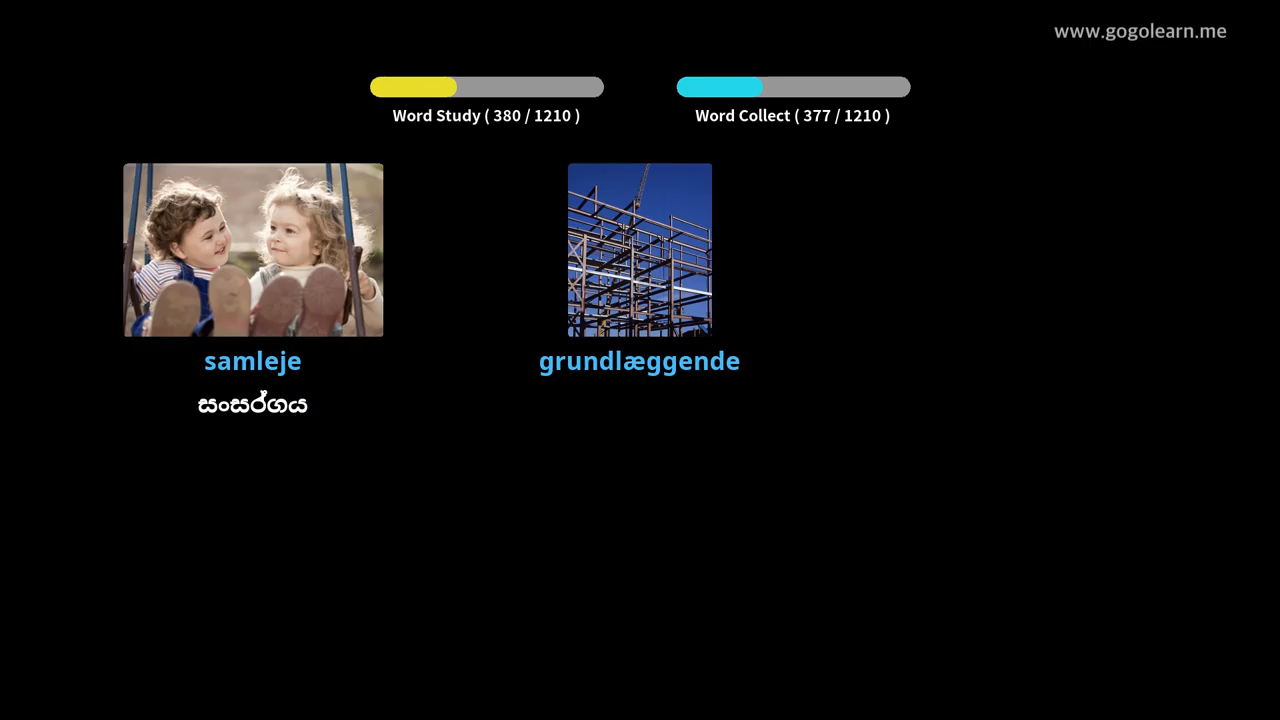 www.gogolearn.me
Word Study ( 380 / 1210 )
Word Collect ( 377 / 1210 )
samleje
grundlæggende
සංසර්ගය